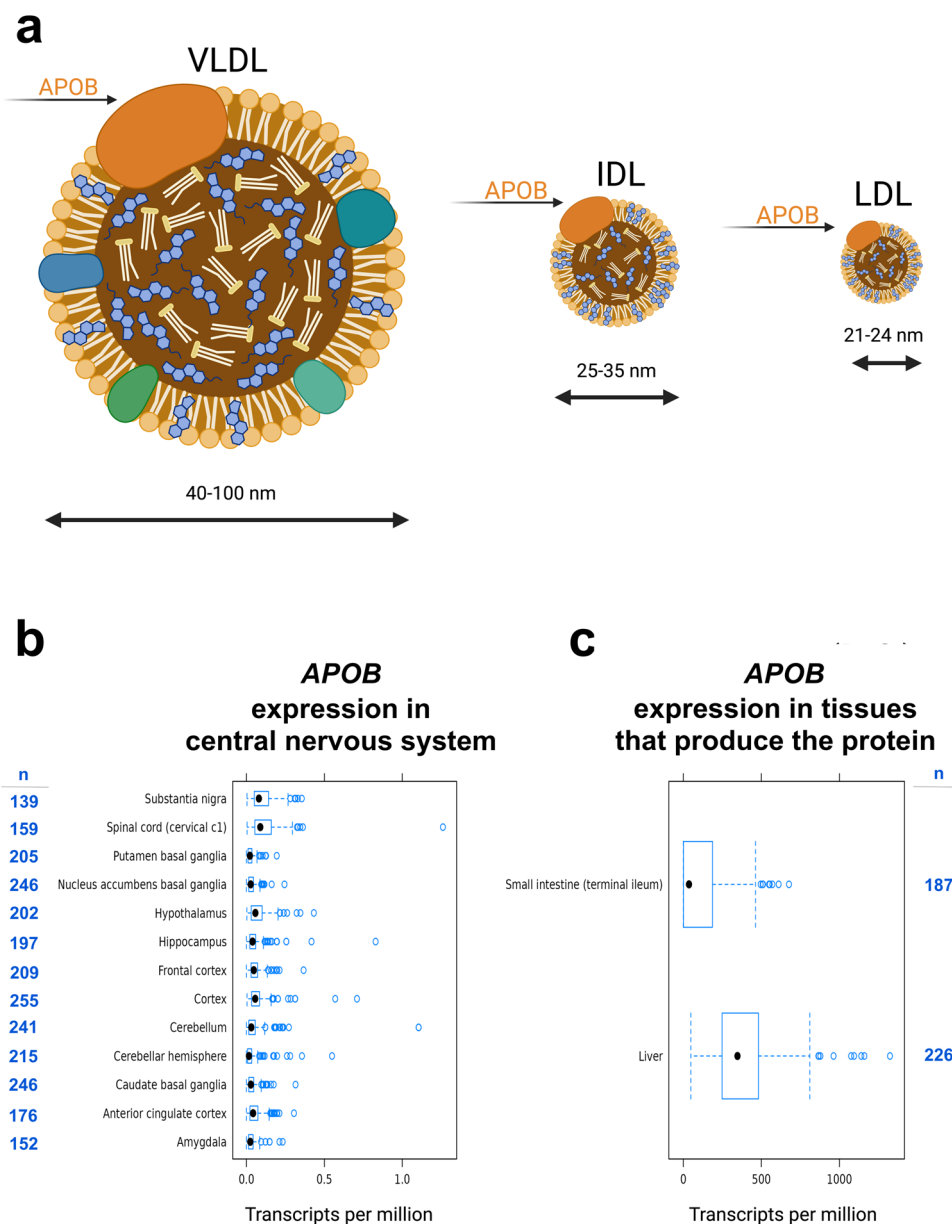 a
VLDL
APOB
40-100 nm
IDL
APOB
25-35 nm
LDL
APOB
21-24 nm
b
APOB
expression in
central nervous system
n
139 Substantia nigra
159 Spinal cord (cervical c1)
205 Putamen basal ganglia
246 Nucleus accumbens basal ganglia
202 Hypothalamus
197 Hippocampus
209 Frontal cortex
255 Cortex
241 Cerebellum
215 Cerebellar hemisphere
246 Caudate basal ganglia
176 Anterior cingulate cortex
152 Amygdala
0.0 0.5 1.0
Transcripts per million
c
APOB
expression in tissues
that produce the protein
n
Small intestine (terminal ileum) 187
Liver 226
0 500 1000
Transcripts per million